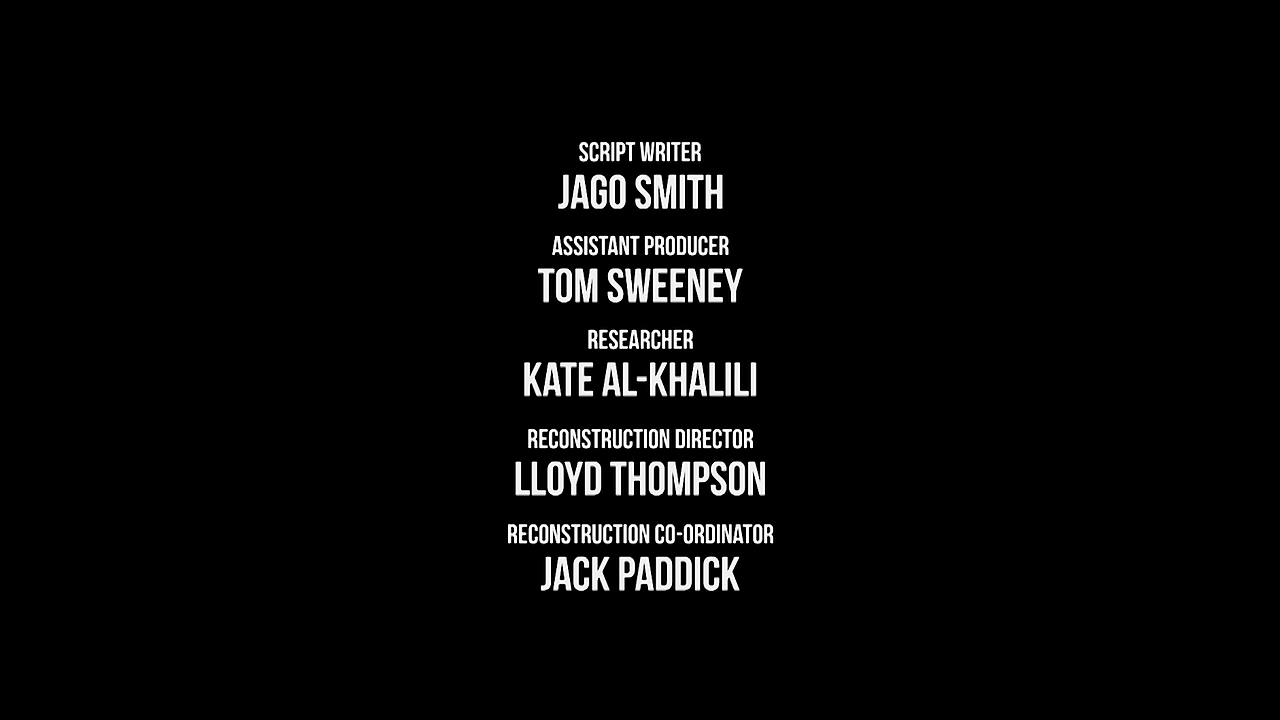 SCRIPT WRITER
JAGO SMITH
ASSISTANT PRODUCER
TOM SWEENEY
RESEARCHER
KATE AL-KHALILI
RECONSTRUCTION DIRECTOR
LLOYD THOMPSON
RECONSTRUCTION CO-ORDINATOR
JACK PADDICK